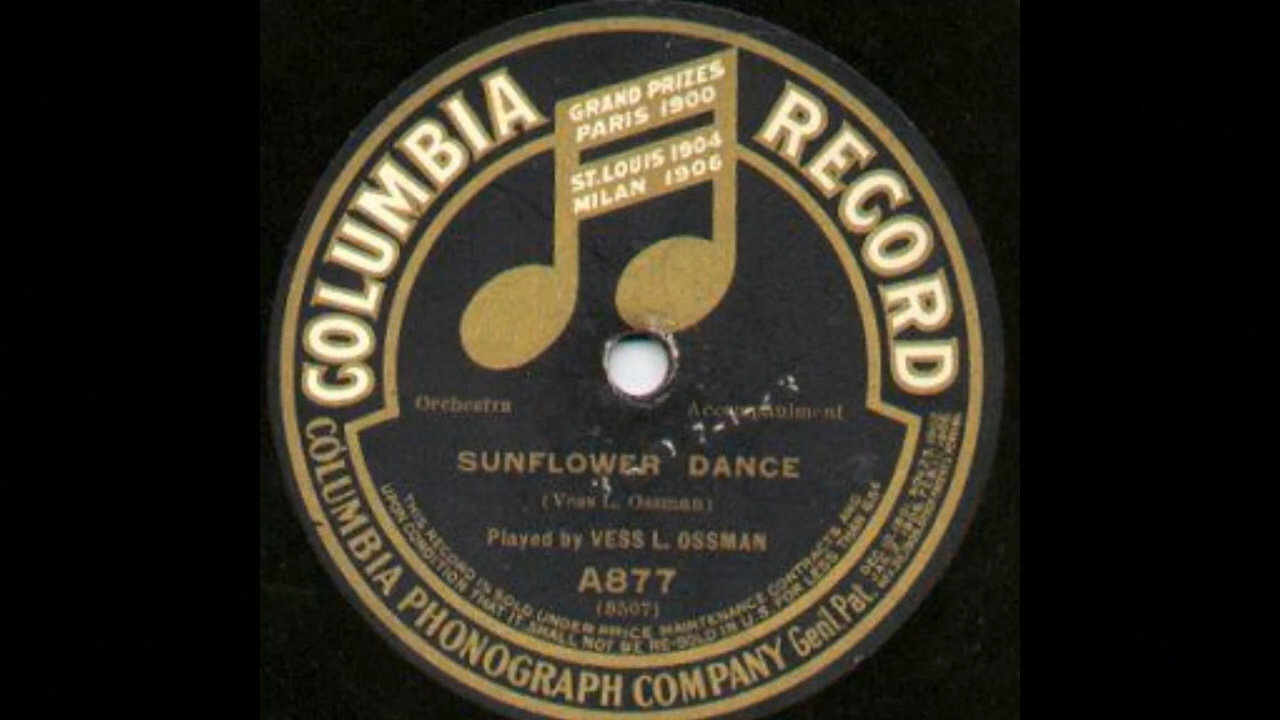 COLUMBIA RECORD
GRAND PRIZES
PARIS 1900
ST. LOUIS 1904
MILAN 1906
Orchestra Accompaniment
SUNFLOWER DANCE
(Vess L. Ossman)
Played by VESS L. OSSMAN
A877
(3507)
THIS RECORD IS SOLD UNDER PRICE MAINTENANCE CONTRACTS AND
UPON CONDITION THAT IT SHALL NOT BE RE-SOLD IN U.S. FOR LESS THAN 65¢
COLUMBIA PHONOGRAPH COMPANY Gen'l Pat.